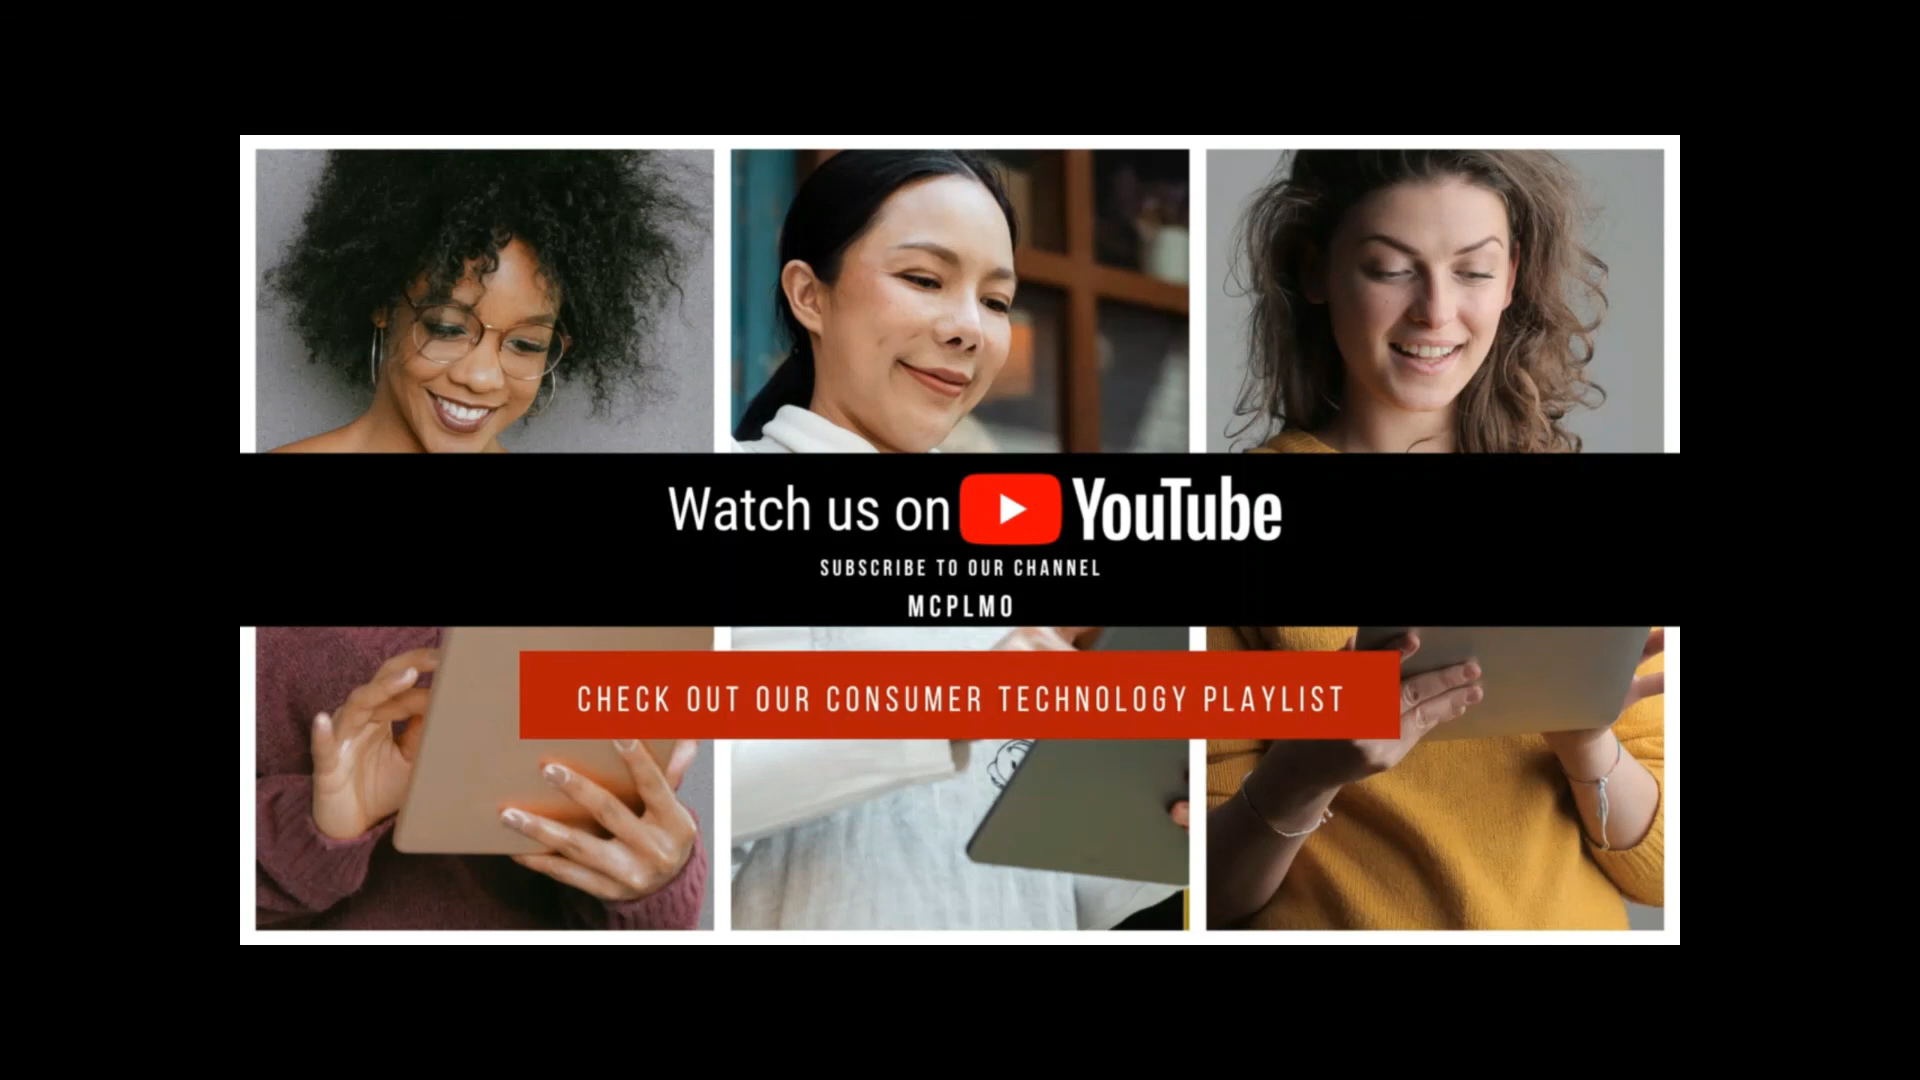 Watch us on YouTube
SUBSCRIBE TO OUR CHANNEL
MCPLMO
CHECK OUT OUR CONSUMER TECHNOLOGY PLAYLIST